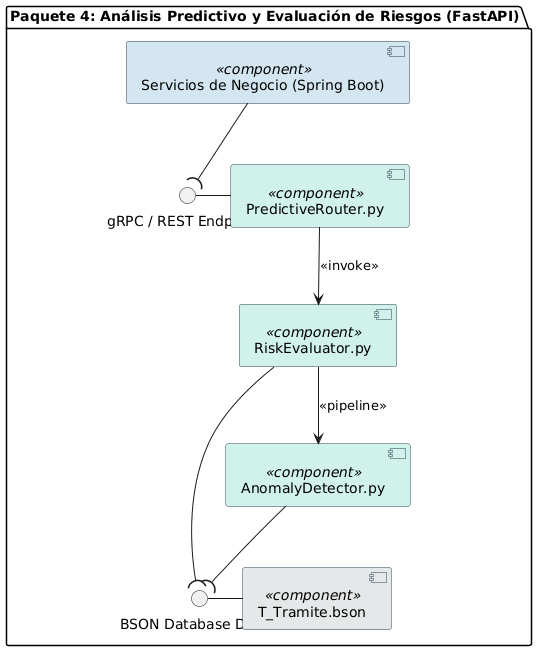 Paquete 4: Análisis Predictivo y Evaluación de Riesgos (FastAPI)
«component»
Servicios de Negocio (Spring Boot)
«component»
PredictiveRouter.py
gRPC / REST Endp
«invoke»
«component»
RiskEvaluator.py
«pipeline»
«component»
AnomalyDetector.py
«component»
T_Tramite.bson
BSON Database D